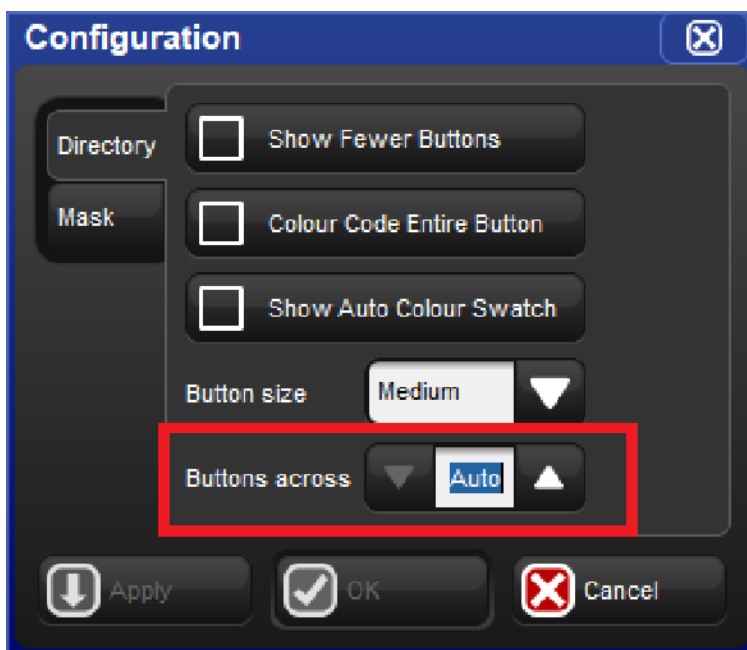 Configuration
Directory
Show Fewer Buttons
Mask
Colour Code Entire Button
Show Auto Colour Swatch
Button size Medium
Buttons across Auto
Apply OK Cancel